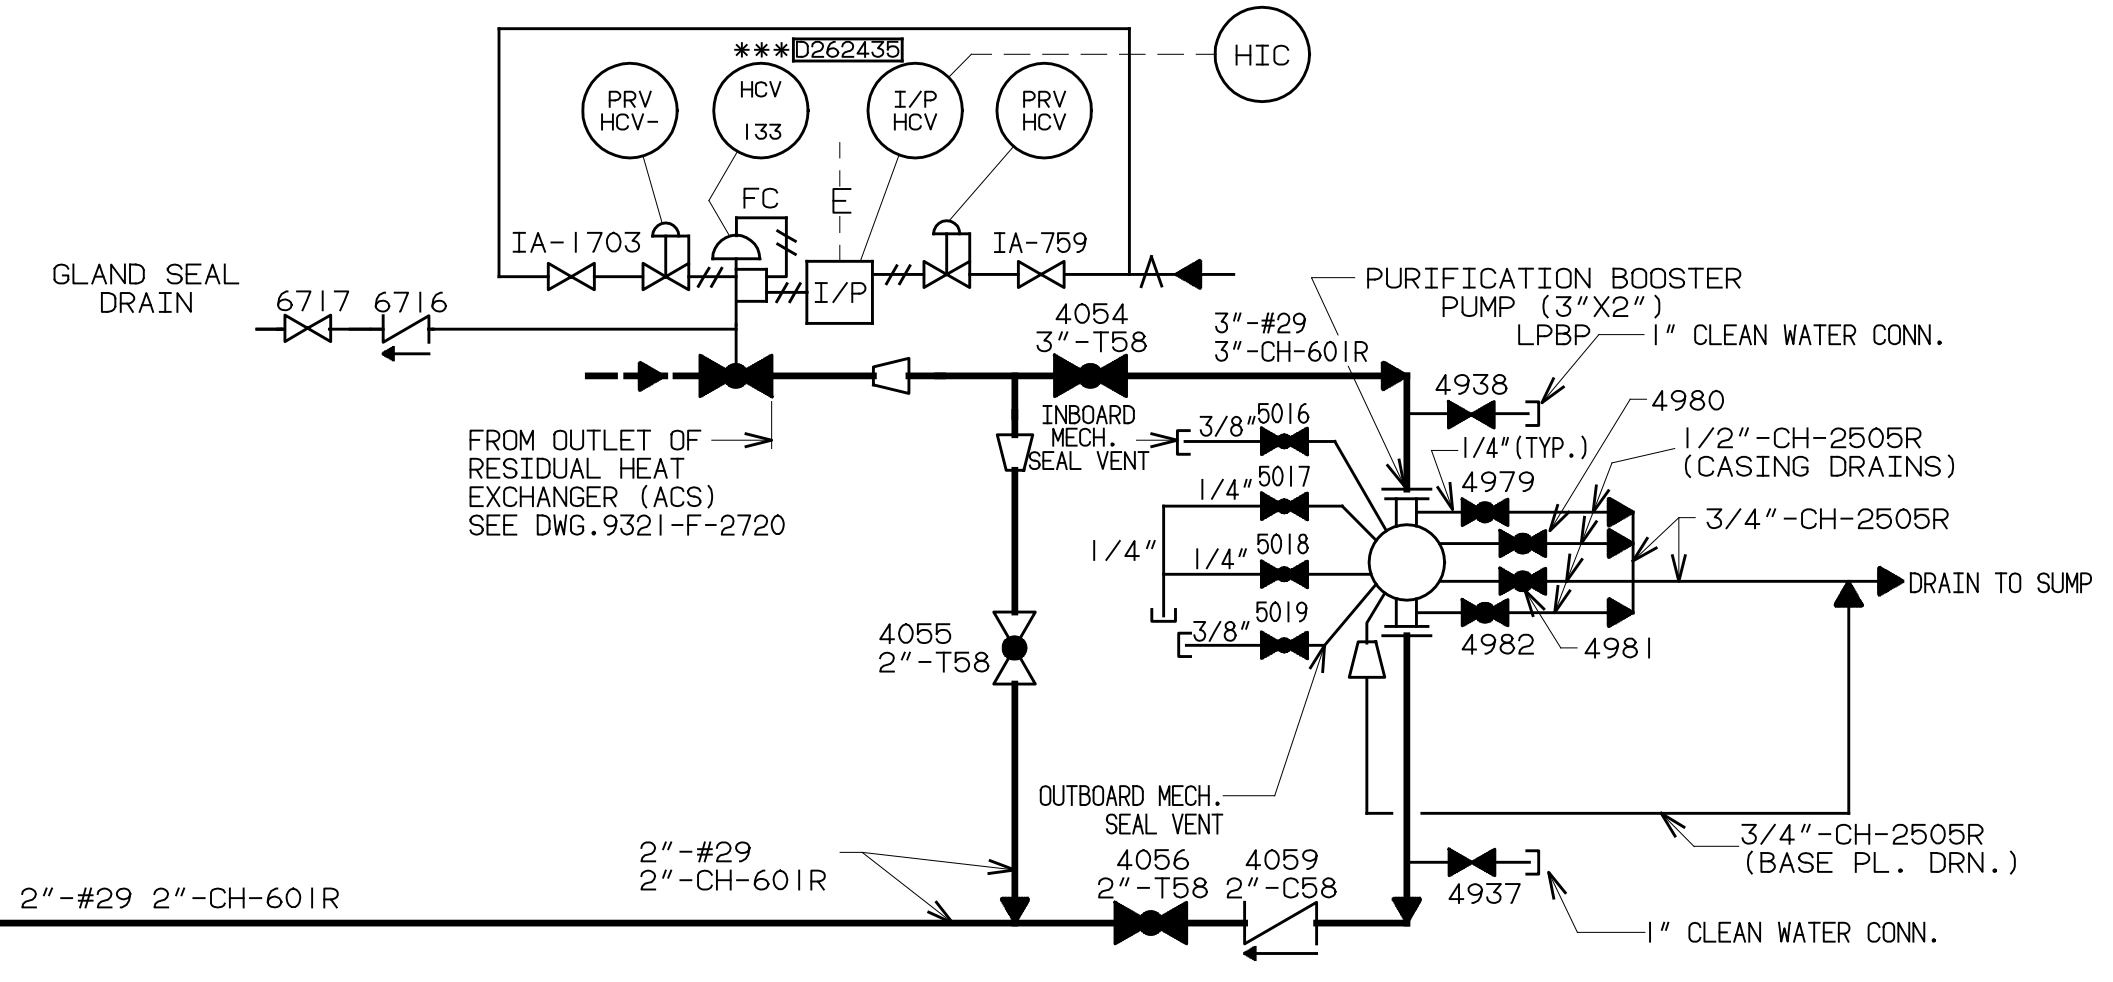 ***D262435
HIC
PRV
HCV-
HCV
133
I/P
HCV
PRV
HCV
FC
E
IA-1703
IA-759
I/P
GLAND SEAL
DRAIN
6717
6716
4054
3"-T58
3"-#29
3"-CH-601R
PURIFICATION BOOSTER
PUMP (3"X2")
LPBP
1" CLEAN WATER CONN.
4938
4980
1/2"-CH-2505R
(CASING DRAINS)
1/4"(TYP.)
4979
3/4"-CH-2505R
FROM OUTLET OF
RESIDUAL HEAT
EXCHANGER (ACS)
SEE DWG.9321-F-2720
INBOARD
MECH.
SEAL VENT
3/8"
5016
1/4"
5017
1/4"
1/4"
5018
3/8"
5019
DRAIN TO SUMP
4982
4981
4055
2"-T58
OUTBOARD MECH.
SEAL VENT
3/4"-CH-2505R
(BASE PL. DRN.)
2"-#29
2"-CH-601R
4056
2"-T58
4059
2"-C58
4937
2"-#29 2"-CH-601R
1" CLEAN WATER CONN.